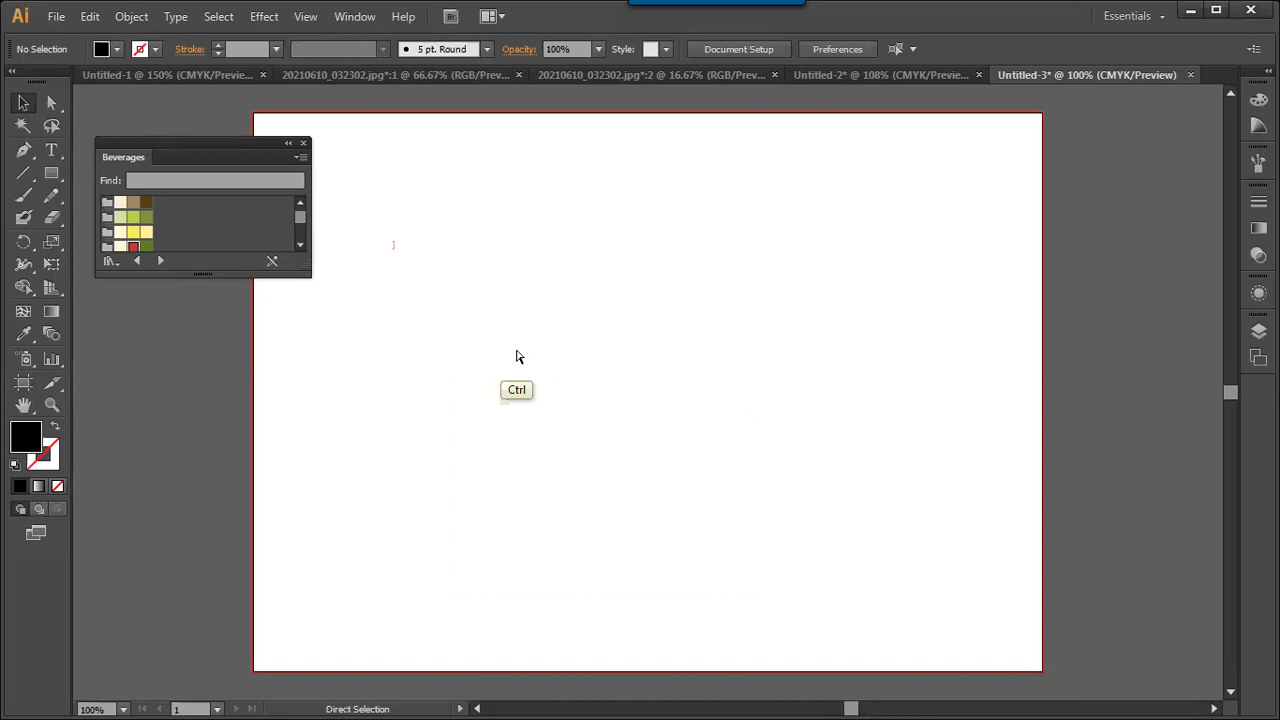 Ai File Edit Object Type Select Effect View Window Help Br Essentials
No Selection Stroke: 5 pt. Round Opacity: 100% Style: Document Setup Preferences
Untitled-1 @ 150% (CMYK/Previe... 20210610_032302.jpg*:1 @ 66.67% (RGB/Prev... 20210610_032302.jpg*:2 @ 16.67% (RGB/Prev... Untitled-2* @ 108% (CMYK/Previe... Untitled-3* @ 100% (CMYK/Preview)
Beverages
Find:
Ctrl
100% 1 Direct Selection